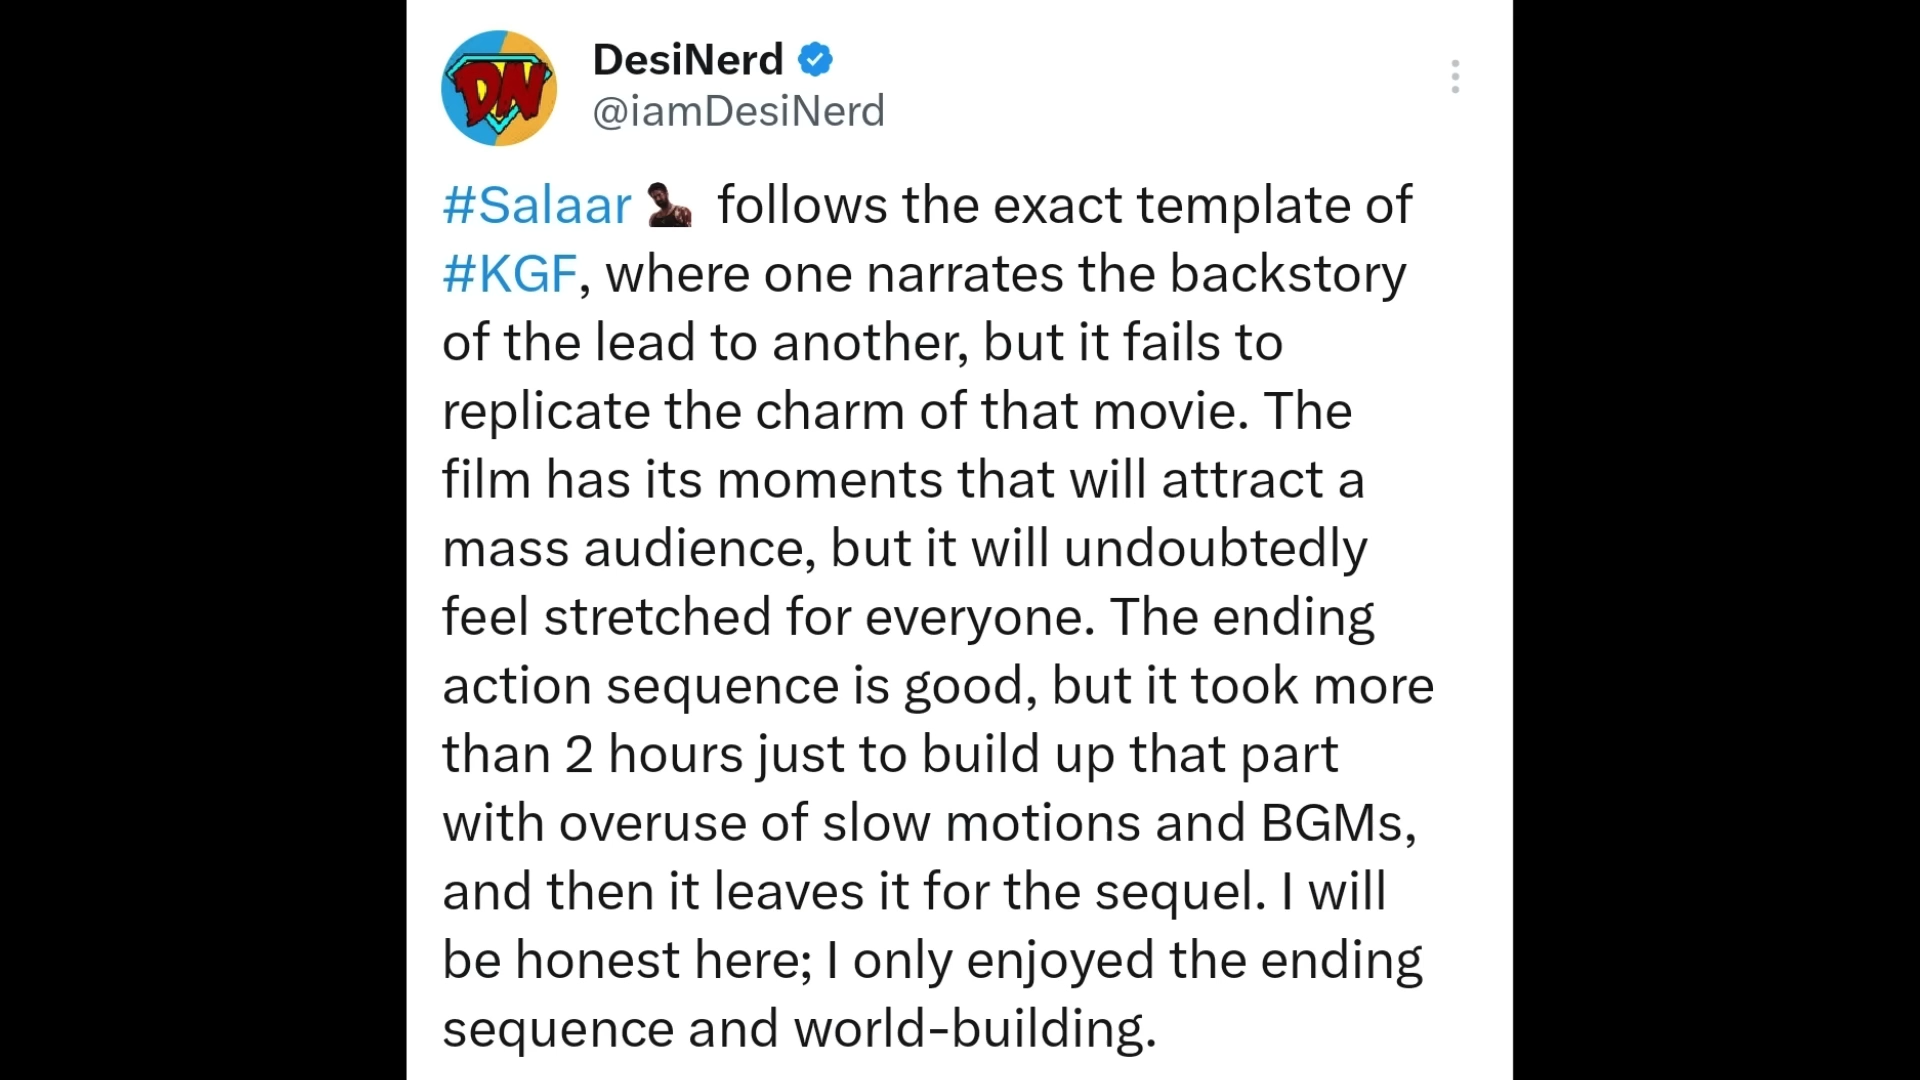 DN
DesiNerd
@iamDesiNerd
#Salaar follows the exact template of
#KGF, where one narrates the backstory
of the lead to another, but it fails to
replicate the charm of that movie. The
film has its moments that will attract a
mass audience, but it will undoubtedly
feel stretched for everyone. The ending
action sequence is good, but it took more
than 2 hours just to build up that part
with overuse of slow motions and BGMs,
and then it leaves it for the sequel. I will
be honest here; I only enjoyed the ending
sequence and world-building.